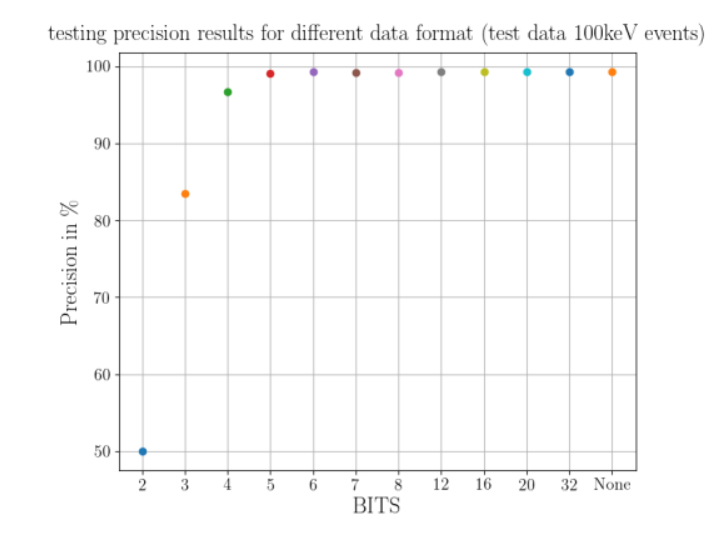 testing precision results for different data format (test data 100keV events)
100
90
80
70
60
50
Precision in %
2 3 4 5 6 7 8 12 16 20 32 None
BITS